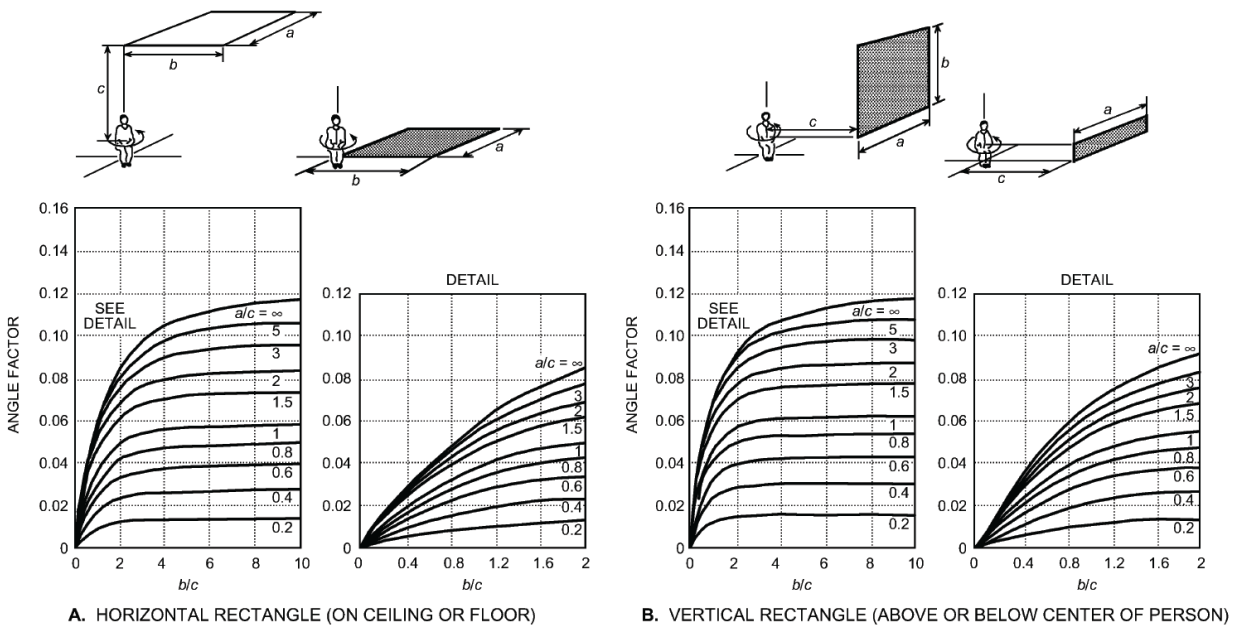 a
b
c
a
b
b
c
a
a
c
0.16
0.14
0.12
0.10
0.08
0.06
0.04
0.02
0
ANGLE FACTOR
SEE
DETAIL
a/c = ∞
5
3
2
1.5
1
0.8
0.6
0.4
0.2
0 2 4 6 8 10
b/c
DETAIL
0.12
0.10
0.08
0.06
0.04
0.02
0
a/c = ∞
3
2
1.5
1
0.8
0.6
0.4
0.2
0 0.4 0.8 1.2 1.6 2
b/c
0.16
0.14
0.12
0.10
0.08
0.06
0.04
0.02
0
ANGLE FACTOR
SEE
DETAIL
a/c = ∞
5
3
2
1.5
1
0.8
0.6
0.4
0.2
0 2 4 6 8 10
b/c
DETAIL
0.12
0.10
0.08
0.06
0.04
0.02
0
a/c = ∞
3
2
1.5
1
0.8
0.6
0.4
0.2
0 0.4 0.8 1.2 1.6 2
b/c
A. HORIZONTAL RECTANGLE (ON CEILING OR FLOOR)
B. VERTICAL RECTANGLE (ABOVE OR BELOW CENTER OF PERSON)